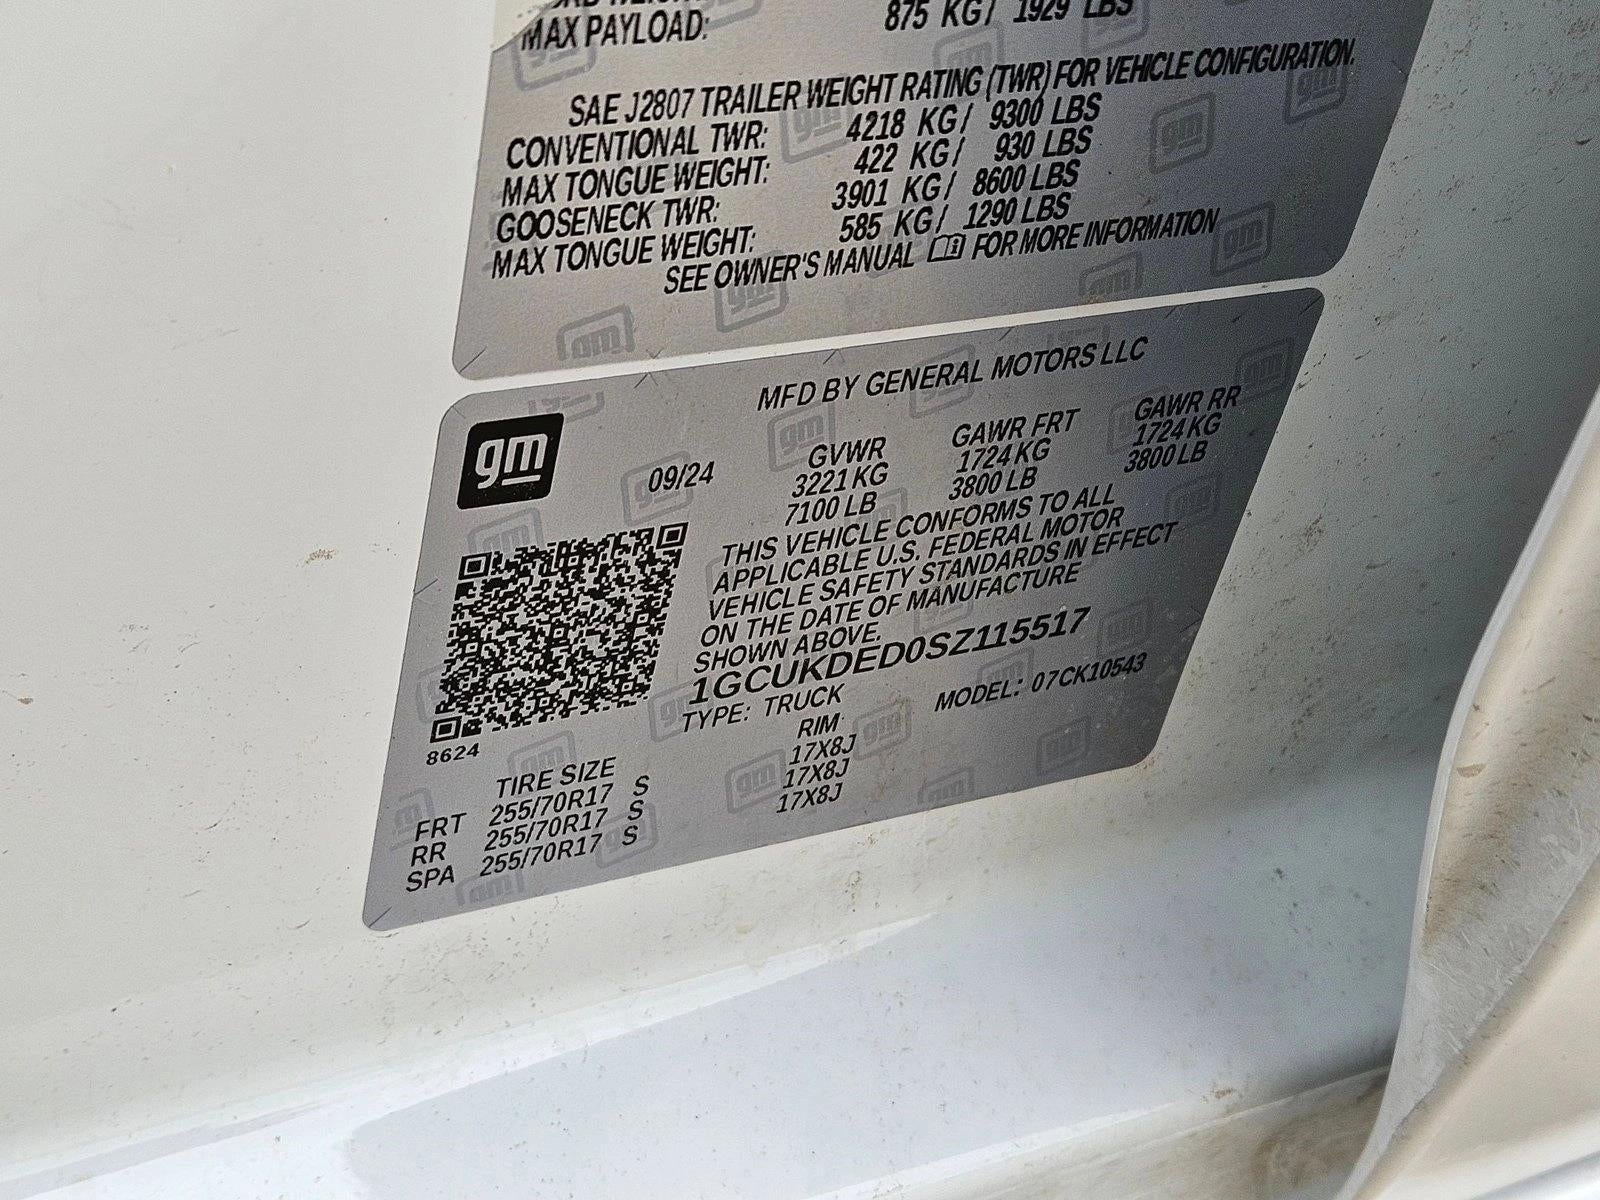 MAX PAYLOAD: 875 KG/ 1929 LBS
SAE J2807 TRAILER WEIGHT RATING (TWR) FOR VEHICLE CONFIGURATION.
CONVENTIONAL TWR: 4218 KG/ 9300 LBS
MAX TONGUE WEIGHT: 422 KG/ 930 LBS
GOOSENECK TWR: 3901 KG/ 8600 LBS
MAX TONGUE WEIGHT: 585 KG/ 1290 LBS
SEE OWNER'S MANUAL FOR MORE INFORMATION
gm
MFD BY GENERAL MOTORS LLC
09/24 GVWR GAWR FRT GAWR RR
3221 KG 1724 KG 1724 KG
7100 LB 3800 LB 3800 LB
THIS VEHICLE CONFORMS TO ALL
APPLICABLE U.S. FEDERAL MOTOR
VEHICLE SAFETY STANDARDS IN EFFECT
ON THE DATE OF MANUFACTURE
SHOWN ABOVE.
1GCUKDED0SZ115517
TYPE: TRUCK MODEL: 07CK10543
8624
TIRE SIZE RIM
FRT 255/70R17 S 17X8J
RR 255/70R17 S 17X8J
SPA 255/70R17 S 17X8J